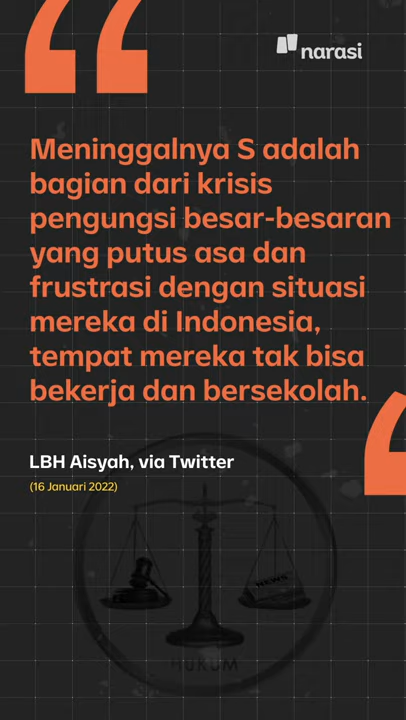 narasi
Meninggalnya S adalah
bagian dari krisis
pengungsi besar-besaran
yang putus asa dan
frustrasi dengan situasi
mereka di Indonesia,
tempat mereka tak bisa
bekerja dan bersekolah.
LBH Aisyah, via Twitter
(16 Januari 2022)
NEWS
HUKUM